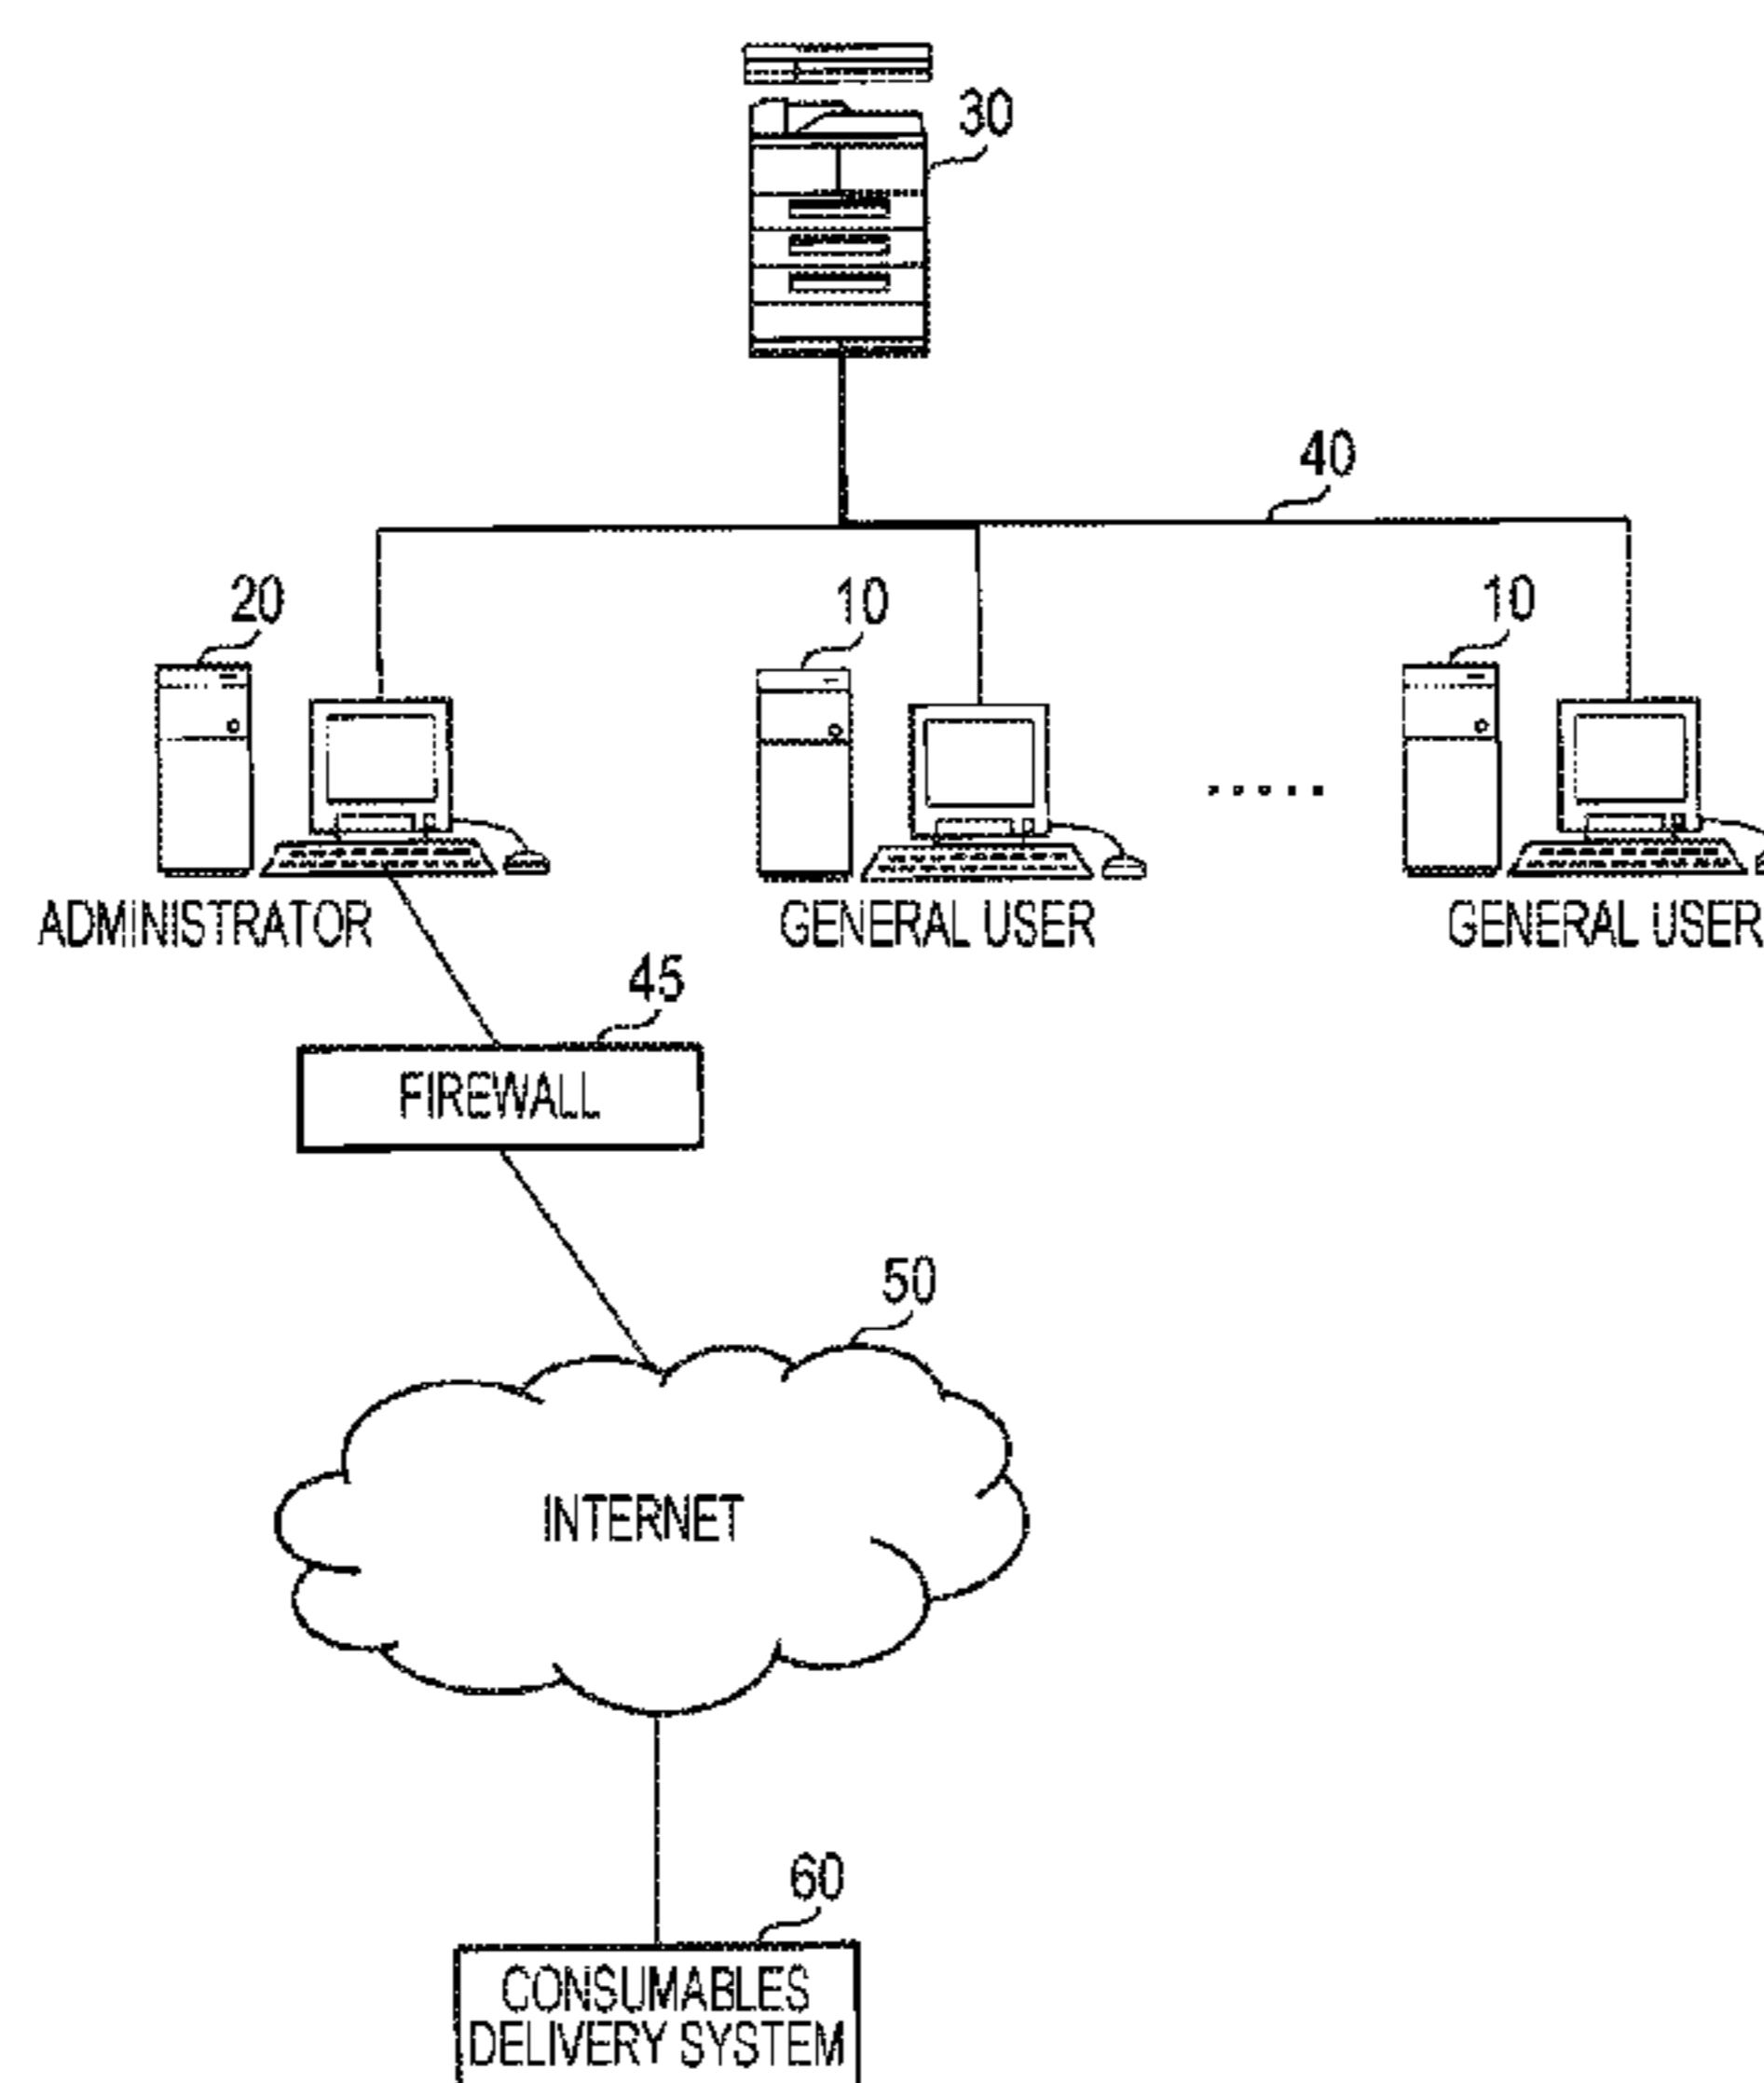 30
40
20
10
10
ADMINISTRATOR
GENERAL USER
GENERAL USER
45
FIREWALL
50
INTERNET
60
CONSUMABLES
DELIVERY SYSTEM